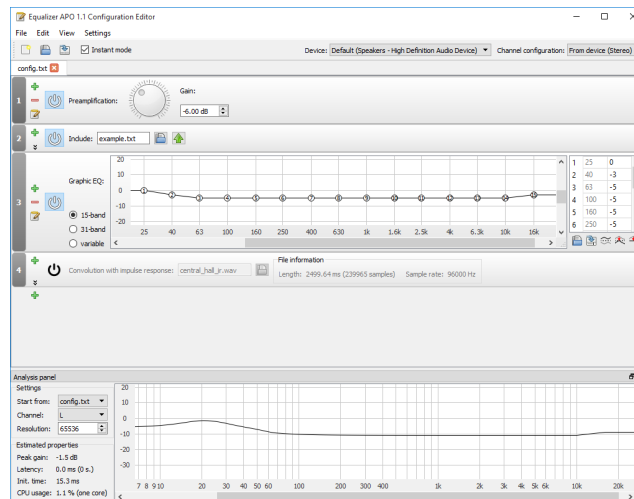 Equalizer APO 1.1 Configuration Editor
File Edit View Settings
Instant mode Device: Default (Speakers - High Definition Audio Device) Channel configuration: From device (Stereo)
config.txt
1 Preamplification: Gain:
-6.00 dB
2 Include: example.txt
3 Graphic EQ:
15-band
31-band
variable
20
10
0
-10
-20
25 40 63 100 160 250 400 630 1k 1.6k 2.5k 4k 6.3k 10k 16k
1 25 0
2 40 -3
3 63 -5
4 100 -5
5 160 -5
6 250 -5
4 Convolution with impulse response: central_hall_ir.wav
File information
Length: 2499.64 ms (239965 samples) Sample rate: 96000 Hz
Analysis panel
Settings
Start from: config.txt
Channel: L
Resolution: 65536
Estimated properties
Peak gain: -1.5 dB
Latency: 0.0 ms (0 s.)
Init. time: 15.3 ms
CPU usage: 1.1 % (one core)
20
10
0
-10
-20
-30
7 8 9 10 20 30 40 50 60 100 200 300 400 1k 2k 3k 4k 5k 6k 10k 20k